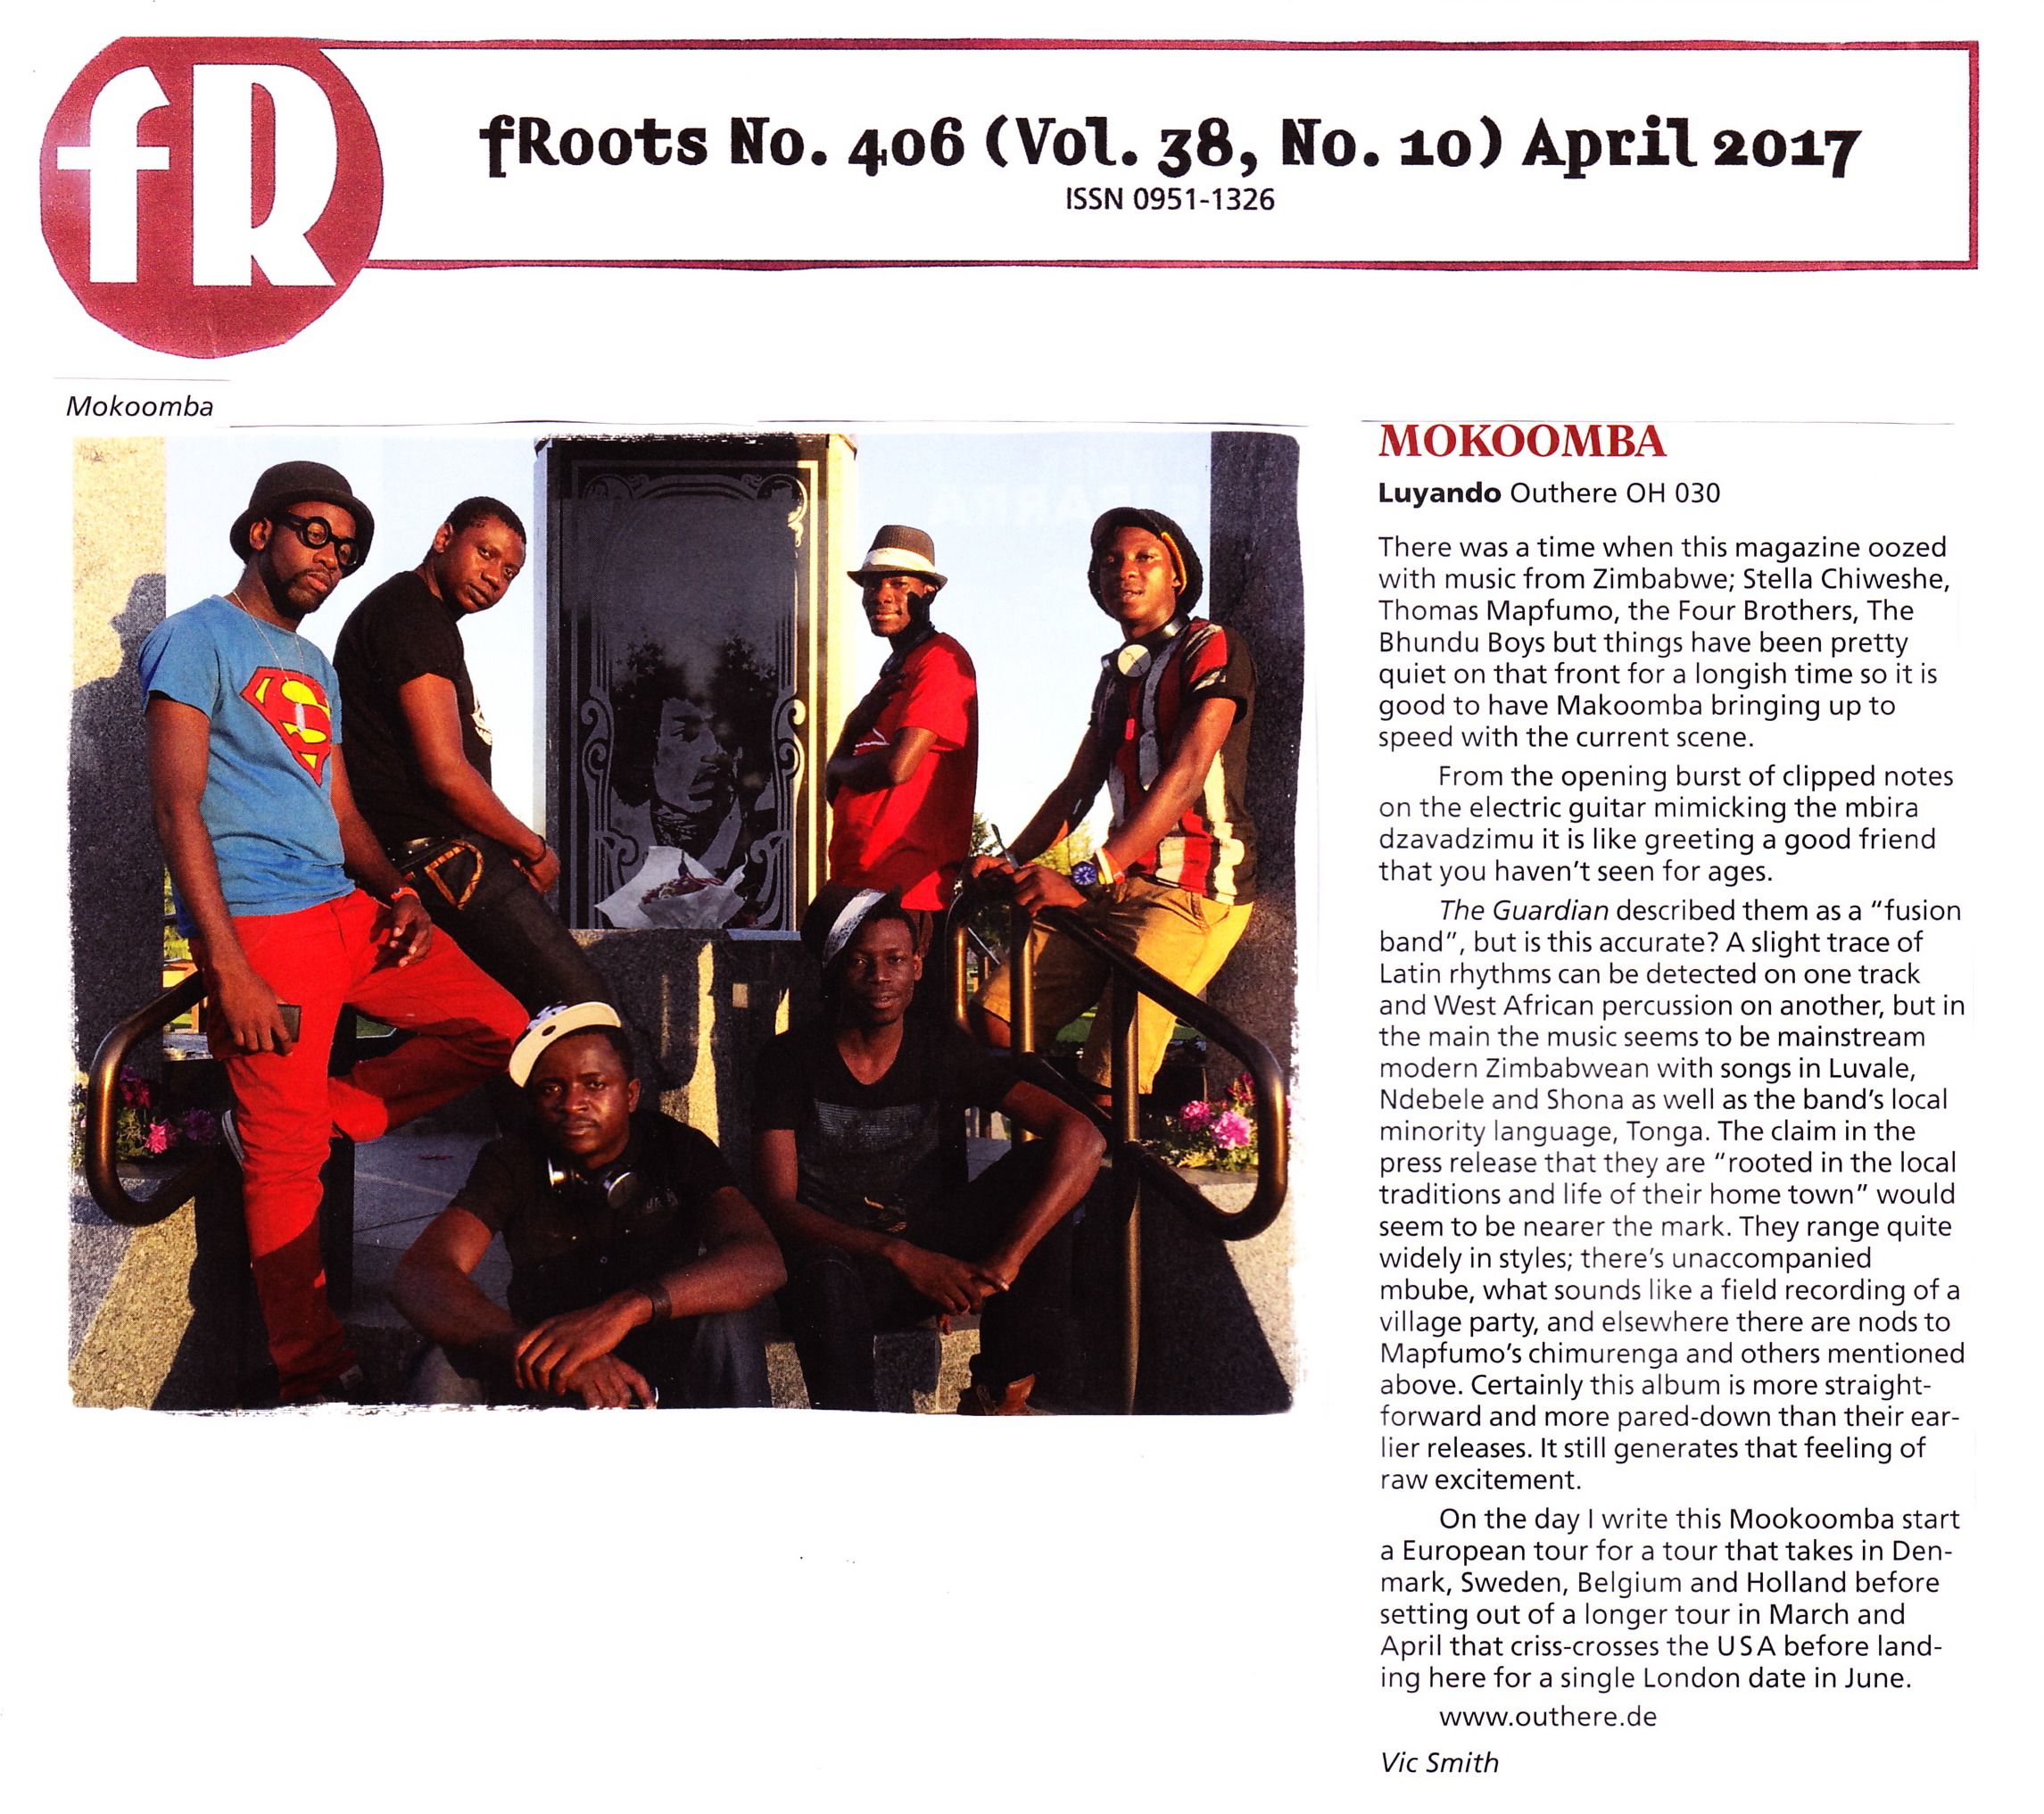 fR
fRoots No. 406 (Vol. 38, No. 10) April 2017
ISSN 0951-1326
Mokoomba
MOKOOMBA
Luyando Outhere OH 030
There was a time when this magazine oozed
with music from Zimbabwe; Stella Chiweshe,
Thomas Mapfumo, the Four Brothers, The
Bhundu Boys but things have been pretty
quiet on that front for a longish time so it is
good to have Makoomba bringing up to
speed with the current scene.
From the opening burst of clipped notes
on the electric guitar mimicking the mbira
dzavadzimu it is like greeting a good friend
that you haven't seen for ages.
The Guardian described them as a "fusion
band", but is this accurate? A slight trace of
Latin rhythms can be detected on one track
and West African percussion on another, but in
the main the music seems to be mainstream
modern Zimbabwean with songs in Luvale,
Ndebele and Shona as well as the band's local
minority language, Tonga. The claim in the
press release that they are "rooted in the local
traditions and life of their home town" would
seem to be nearer the mark. They range quite
widely in styles; there's unaccompanied
mbube, what sounds like a field recording of a
village party, and elsewhere there are nods to
Mapfumo's chimurenga and others mentioned
above. Certainly this album is more straight-
forward and more pared-down than their ear-
lier releases. It still generates that feeling of
raw excitement.
On the day I write this Mookoomba start
a European tour for a tour that takes in Den-
mark, Sweden, Belgium and Holland before
setting out of a longer tour in March and
April that criss-crosses the USA before land-
ing here for a single London date in June.
www.outhere.de
Vic Smith